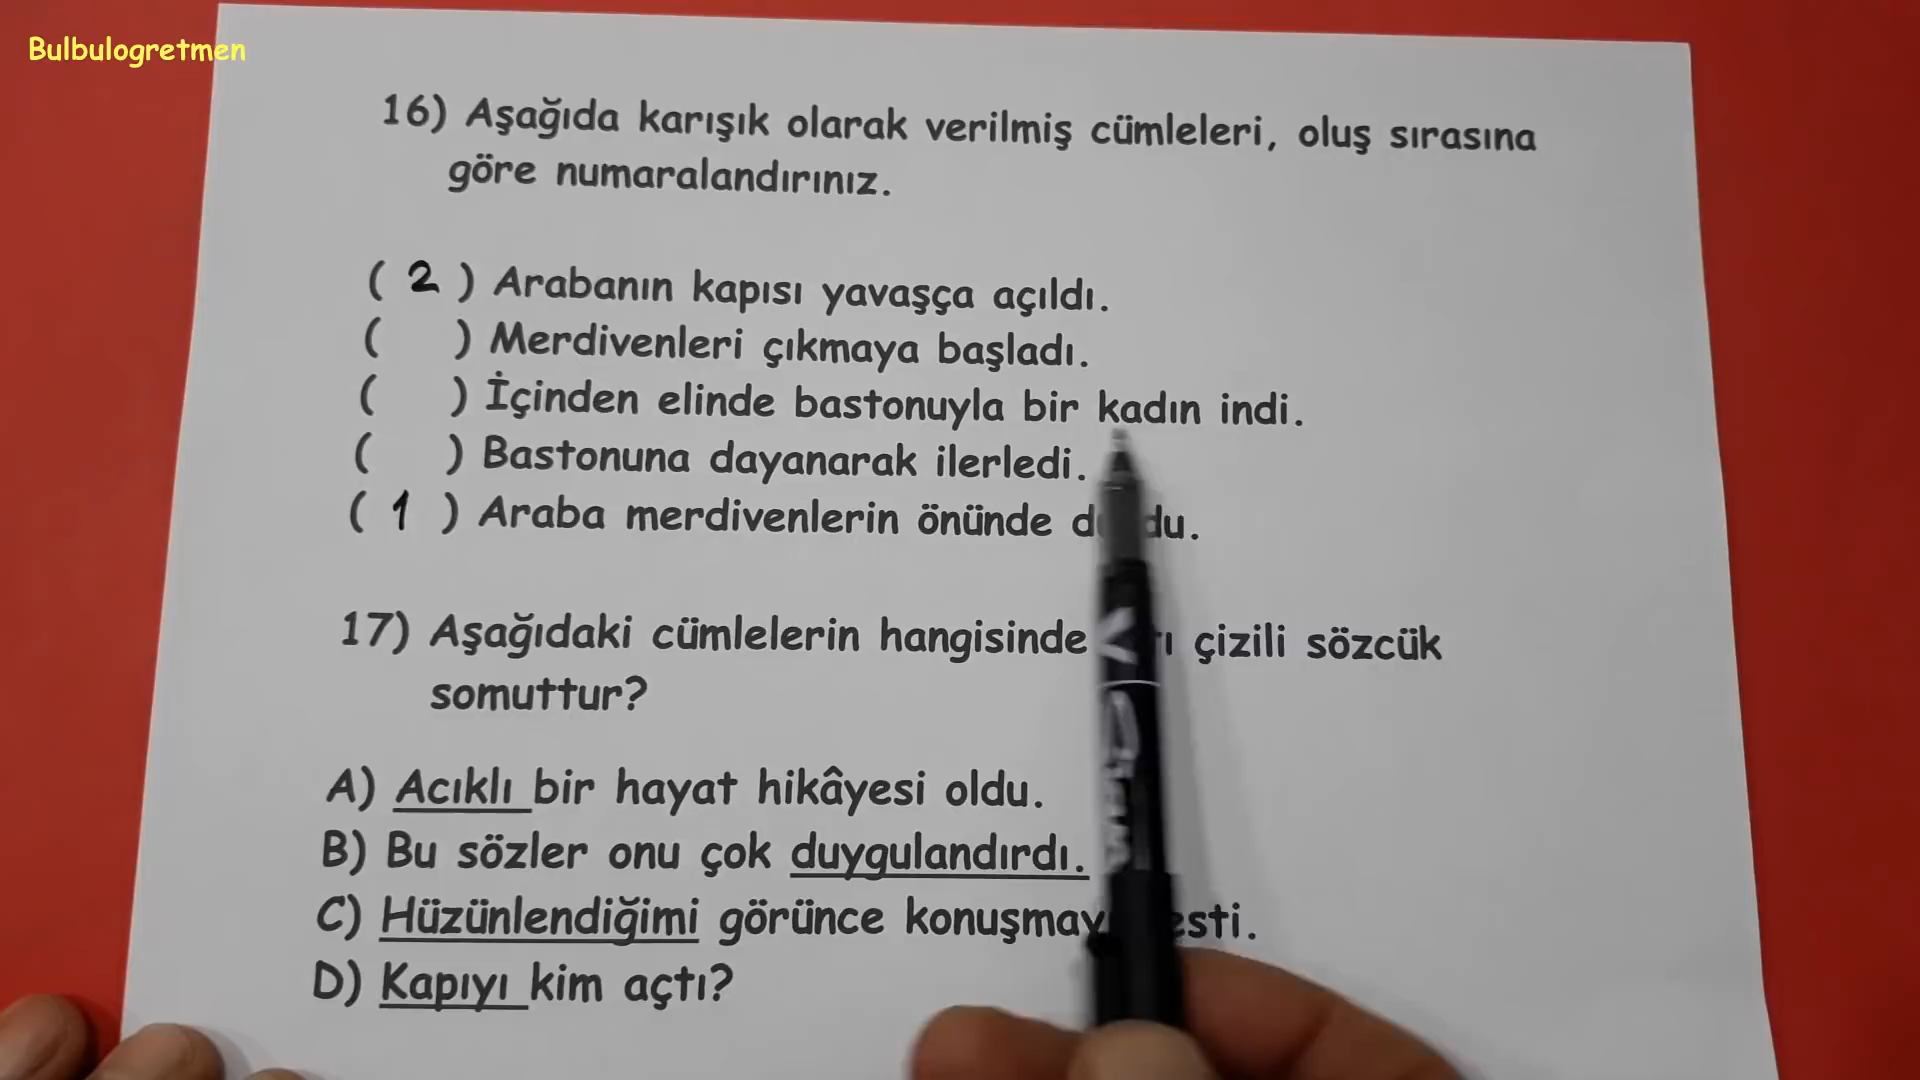 Bulbulogretmen
16) Aşağıda karışık olarak verilmiş cümleleri, oluş sırasına
göre numaralandırınız.
( 2 ) Arabanın kapısı yavaşça açıldı.
( ) Merdivenleri çıkmaya başladı.
( ) İçinden elinde bastonuyla bir kadın indi.
( ) Bastonuna dayanarak ilerledi.
( 1 ) Araba merdivenlerin önünde
17) Aşağıdaki cümlelerin hangisinde çizili sözcük
somuttur?
A) Acıklı bir hayat hikâyesi oldu.
B) Bu sözler onu çok duygulandırdı.
C) Hüzünlendiğimi görünce
D) Kapıyı kim açtı?